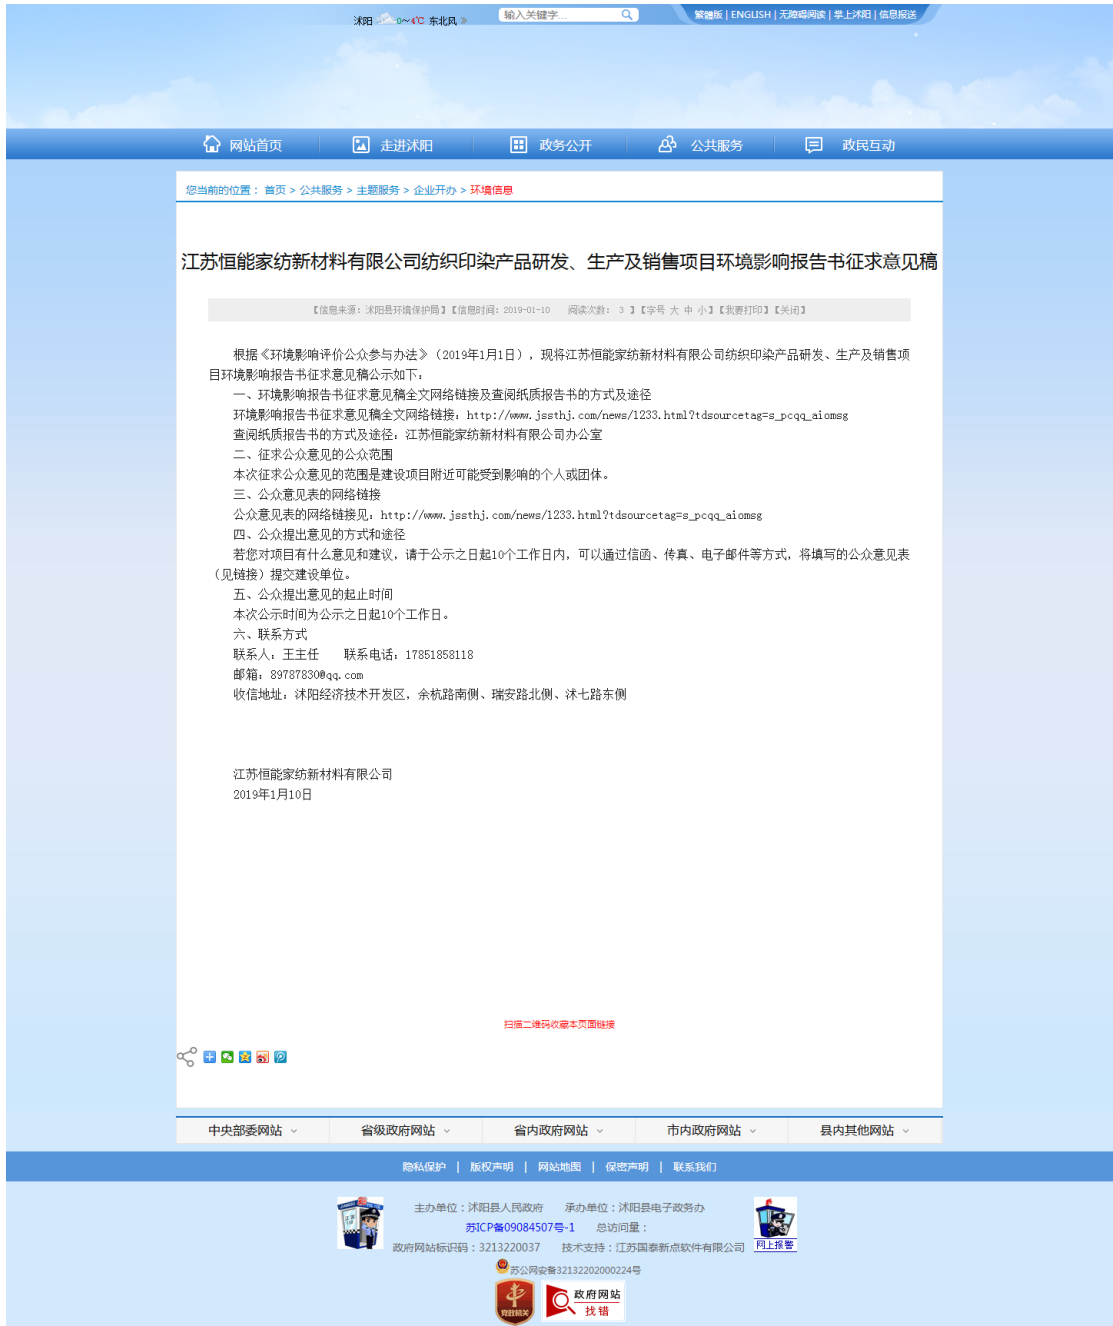 沭阳 0~4℃ 东北风
输入关键字...
繁體版 | ENGLISH | 无障碍阅读 | 掌上沭阳 | 信息报送
网站首页 走进沭阳 政务公开 公共服务 政民互动
您当前的位置： 首页 > 公共服务 > 主题服务 > 企业开办 > 环境信息
江苏恒能家纺新材料有限公司纺织印染产品研发、生产及销售项目环境影响报告书征求意见稿
【信息来源：沭阳县环境保护局】【信息时间：2019-01-10 阅读次数： 3 】【字号 大 中 小】【我要打印】【关闭】
根据《环境影响评价公众参与办法》（2019年1月1日），现将江苏恒能家纺新材料有限公司纺织印染产品研发、生产及销售项
目环境影响报告书征求意见稿公示如下：
一、环境影响报告书征求意见稿全文网络链接及查阅纸质报告书的方式及途径
环境影响报告书征求意见稿全文网络链接：http://www.jssthj.com/news/1233.html?tdsourcetag=s_pcqq_aiomsg
查阅纸质报告书的方式及途径：江苏恒能家纺新材料有限公司办公室
二、征求公众意见的公众范围
本次征求公众意见的范围是建设项目附近可能受到影响的个人或团体。
三、公众意见表的网络链接
公众意见表的网络链接见：http://www.jssthj.com/news/1233.html?tdsourcetag=s_pcqq_aiomsg
四、公众提出意见的方式和途径
若您对项目有什么意见和建议，请于公示之日起10个工作日内，可以通过信函、传真、电子邮件等方式，将填写的公众意见表
（见链接）提交建设单位。
五、公众提出意见的起止时间
本次公示时间为公示之日起10个工作日。
六、联系方式
联系人：王主任 联系电话：17851858118
邮箱：89787830@qq.com
收信地址：沭阳经济技术开发区，余杭路南侧、瑞安路北侧、沭七路东侧
江苏恒能家纺新材料有限公司
2019年1月10日
扫描二维码收藏本页面链接
中央部委网站 省级政府网站 省内政府网站 市内政府网站 县内其他网站
隐私保护 | 版权声明 | 网站地图 | 保密声明 | 联系我们
主办单位：沭阳县人民政府 承办单位：沭阳县电子政务办
苏ICP备09084507号-1 总访问量：
政府网站标识码：3213220037 技术支持：江苏国泰新点软件有限公司
网上报警
苏公网安备32132202000224号
党政机关
政府网站
找错